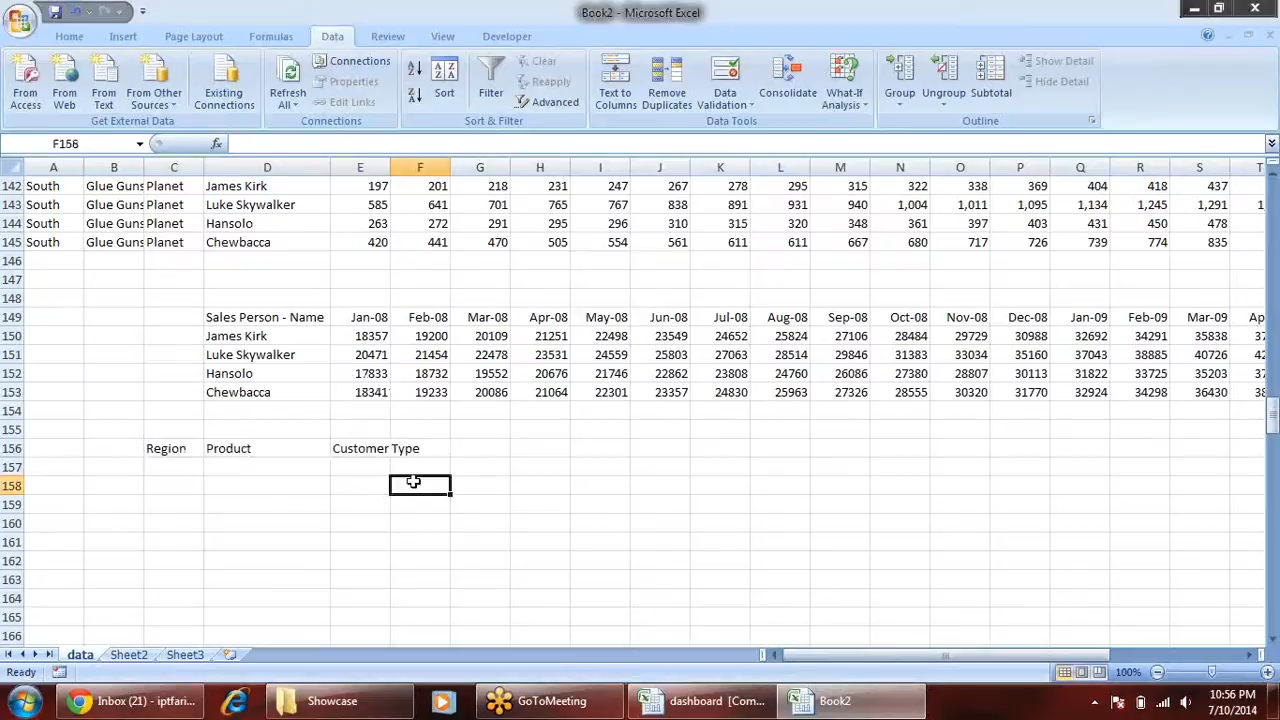 Book2 - Microsoft Excel
Home Insert Page Layout Formulas Data Review View Developer
From Access
From Web
From Text
From Other Sources
Existing Connections
Get External Data
Refresh All
Connections
Properties
Edit Links
Connections
Sort
Filter
Clear
Reapply
Advanced
Sort & Filter
Text to Columns
Remove Duplicates
Data Validation
Consolidate
What-If Analysis
Data Tools
Group
Ungroup
Subtotal
Show Detail
Hide Detail
Outline
F156 fx
A B C D E F G H I J K L M N O P Q R S T
142 South Glue Guns Planet James Kirk 197 201 218 231 247 267 278 295 315 322 338 369 404 418 437
143 South Glue Guns Planet Luke Skywalker 585 641 701 765 767 838 891 931 940 1,004 1,011 1,095 1,134 1,245 1,291 1,
144 South Glue Guns Planet Hansolo 263 272 291 295 296 310 315 320 348 361 397 403 431 450 478
145 South Glue Guns Planet Chewbacca 420 441 470 505 554 561 611 611 667 680 717 726 739 774 835
146
147
148
149 Sales Person - Name Jan-08 Feb-08 Mar-08 Apr-08 May-08 Jun-08 Jul-08 Aug-08 Sep-08 Oct-08 Nov-08 Dec-08 Jan-09 Feb-09 Mar-09 Ap
150 James Kirk 18357 19200 20109 21251 22498 23549 24652 25824 27106 28484 29729 30988 32692 34291 35838 37
151 Luke Skywalker 20471 21454 22478 23531 24559 25803 27063 28514 29846 31383 33034 35160 37043 38885 40726 42
152 Hansolo 17833 18732 19552 20676 21746 22862 23808 24760 26086 27380 28807 30113 31822 33725 35203 36
153 Chewbacca 18341 19233 20086 21064 22301 23357 24830 25963 27326 28555 30320 31770 32924 34298 36430 38
154
155
156 Region Product Customer Type
157
158
159
160
161
162
163
164
165
166
data Sheet2 Sheet3
Ready 100%
Inbox (21) - iptfari... Showcase GoToMeeting dashboard [Com... Book2 10:56 PM
7/10/2014